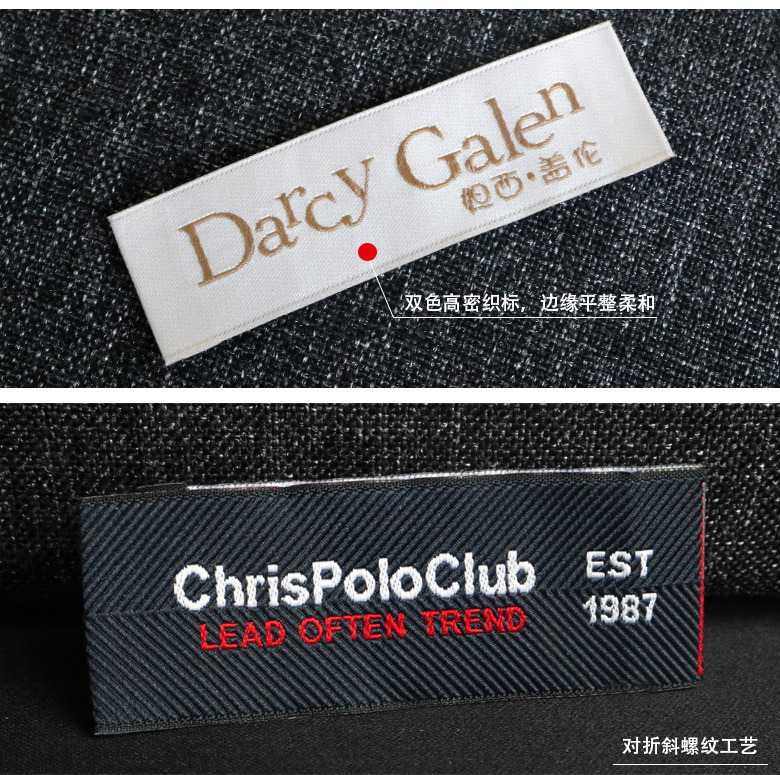 Darcy Galen
西·盖伦
双色高密织标，边缘平整柔和
ChrisPoloClub
LEAD OFTEN TREND
EST
1987
对折斜螺纹工艺